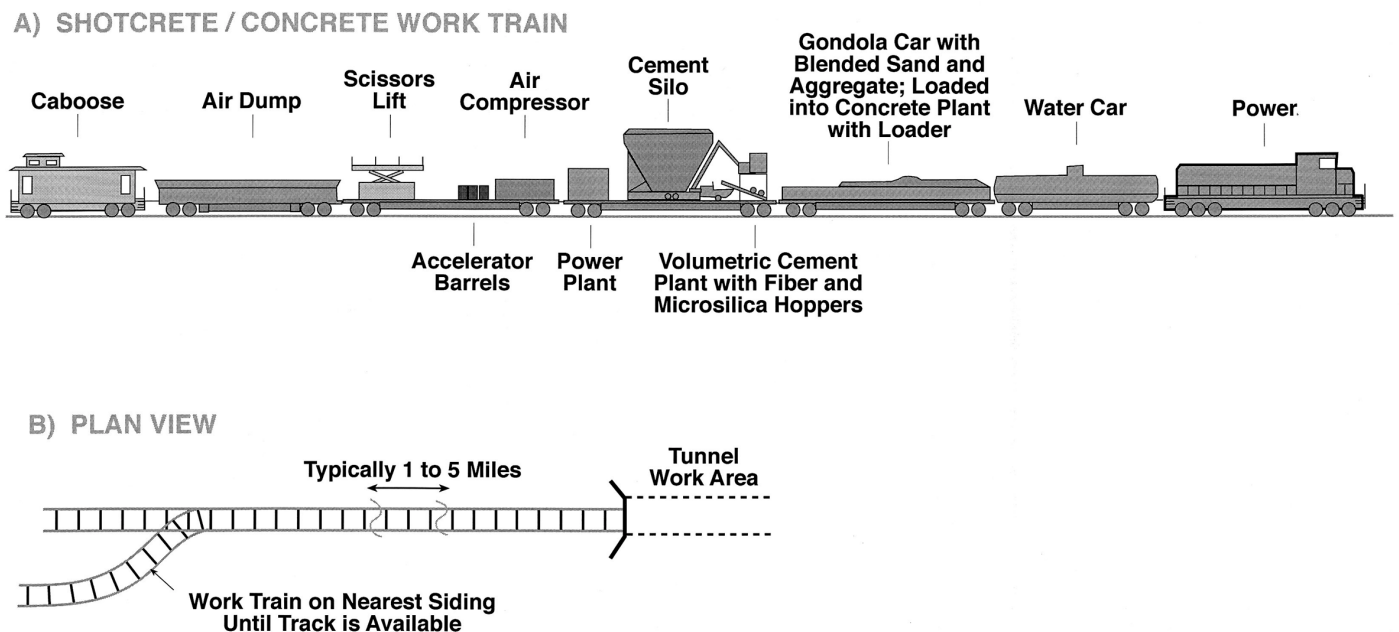 A) SHOTCRETE / CONCRETE WORK TRAIN
Caboose
Air Dump
Scissors
Lift
Air
Compressor
Cement
Silo
Gondola Car with
Blended Sand and
Aggregate; Loaded
into Concrete Plant
with Loader
Water Car
Power
Accelerator
Barrels
Power
Plant
Volumetric Cement
Plant with Fiber and
Microsilica Hoppers
B) PLAN VIEW
Typically 1 to 5 Miles
Tunnel
Work Area
Work Train on Nearest Siding
Until Track is Available